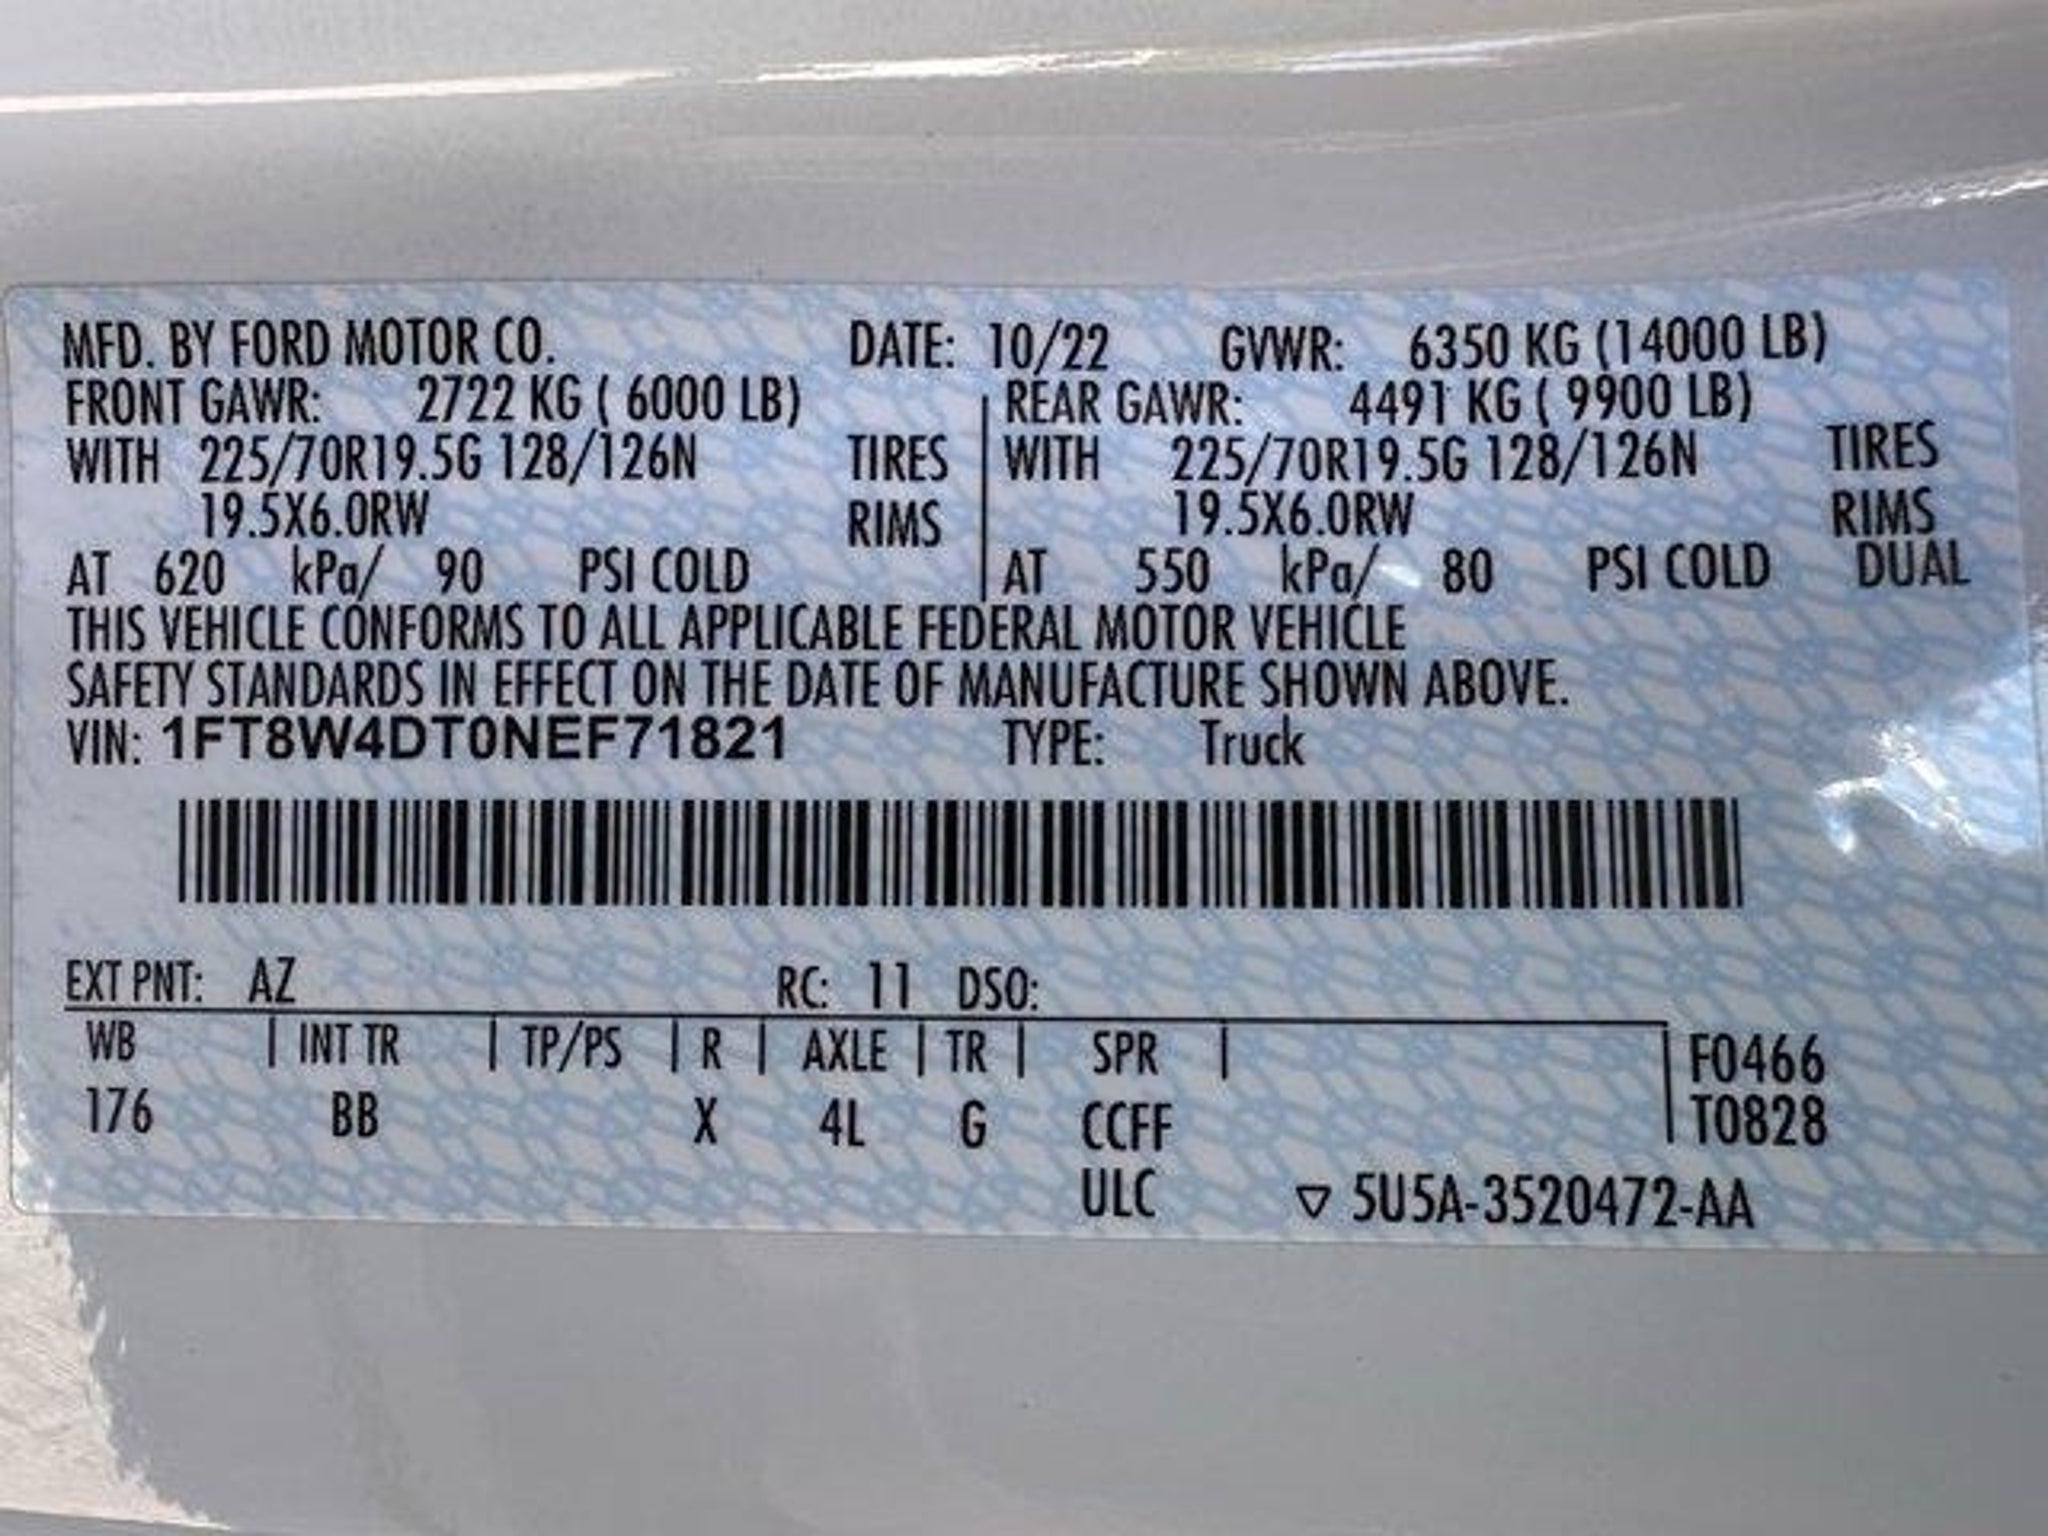 MFD. BY FORD MOTOR CO. DATE: 10/22 GVWR: 6350 KG (14000 LB)
FRONT GAWR: 2722 KG ( 6000 LB) REAR GAWR: 4491 KG ( 9900 LB)
WITH 225/70R19.5G 128/126N TIRES WITH 225/70R19.5G 128/126N TIRES
19.5X6.0RW RIMS 19.5X6.0RW RIMS
AT 620 kPa/ 90 PSI COLD AT 550 kPa/ 80 PSI COLD DUAL
THIS VEHICLE CONFORMS TO ALL APPLICABLE FEDERAL MOTOR VEHICLE
SAFETY STANDARDS IN EFFECT ON THE DATE OF MANUFACTURE SHOWN ABOVE.
VIN: 1FT8W4DT0NEF71821 TYPE: Truck
EXT PNT: AZ RC: 11 DSO:
WB INT TR TP/PS R AXLE TR SPR F0466
176 BB X 4L G CCFF T0828
ULC ▽ 5U5A-3520472-AA